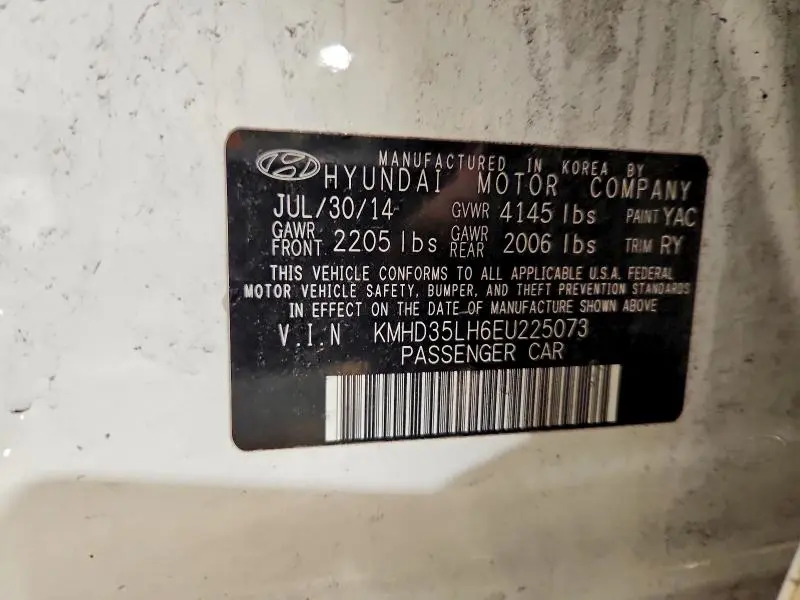 MANUFACTURED IN KOREA BY
HYUNDAI MOTOR COMPANY
JUL/30/14 GVWR 4145 lbs PAINT YAC
GAWR FRONT 2205 lbs GAWR REAR 2006 lbs TRIM RY
THIS VEHICLE CONFORMS TO ALL APPLICABLE U.S.A. FEDERAL
MOTOR VEHICLE SAFETY, BUMPER, AND THEFT PREVENTION STANDARDS
IN EFFECT ON THE DATE OF MANUFACTURE SHOWN ABOVE
V.I.N KMHD35LH6EU225073
PASSENGER CAR